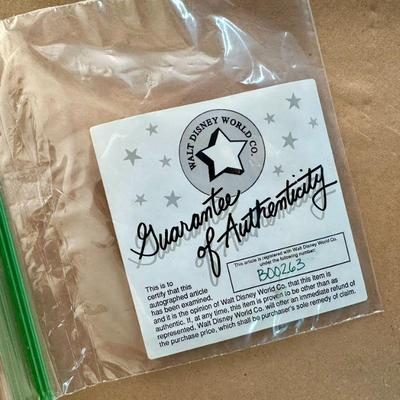 WALT DISNEY WORLD CO.
Guarantee
of Authenticity
This is to
certify that this
autographed article
has been examined,
and it is the opinion of Walt Disney World Co. that this item is
authentic. If, at any time, this item is proven to be other than as
represented, Walt Disney World Co. will offer an immediate refund of
the purchase price, which shall be purchaser's sole remedy of claim.
This article is registered with Walt Disney World Co.
under the following number:
B00263